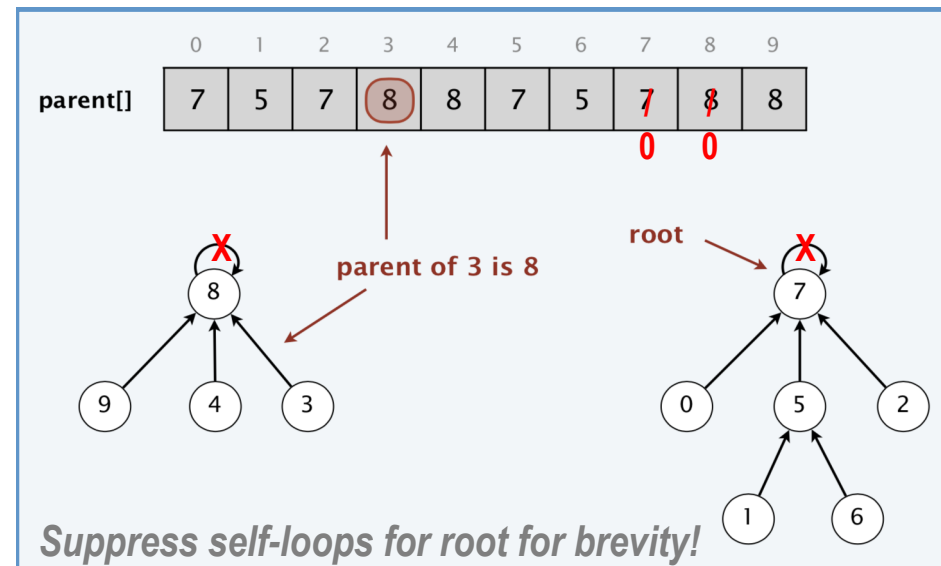 0 1 2 3 4 5 6 7 8 9
parent[] 7 5 7 8 8 7 5 7 8 8
0 0
X X
root
parent of 3 is 8
8 7
9 4 3 0 5 2
1 6
Suppress self-loops for root for brevity!